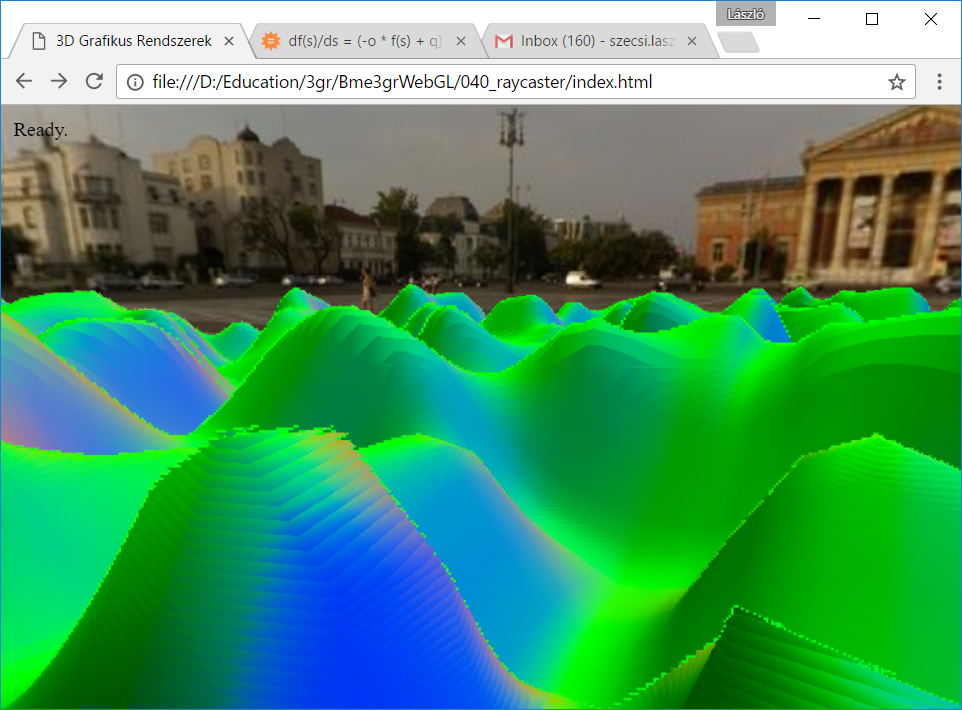 László
3D Grafikus Rendszerek
df(s)/ds = (-o * f(s) + q)
Inbox (160) - szecsi.lasz
file:///D:/Education/3gr/Bme3grWebGL/040_raycaster/index.html
Ready.